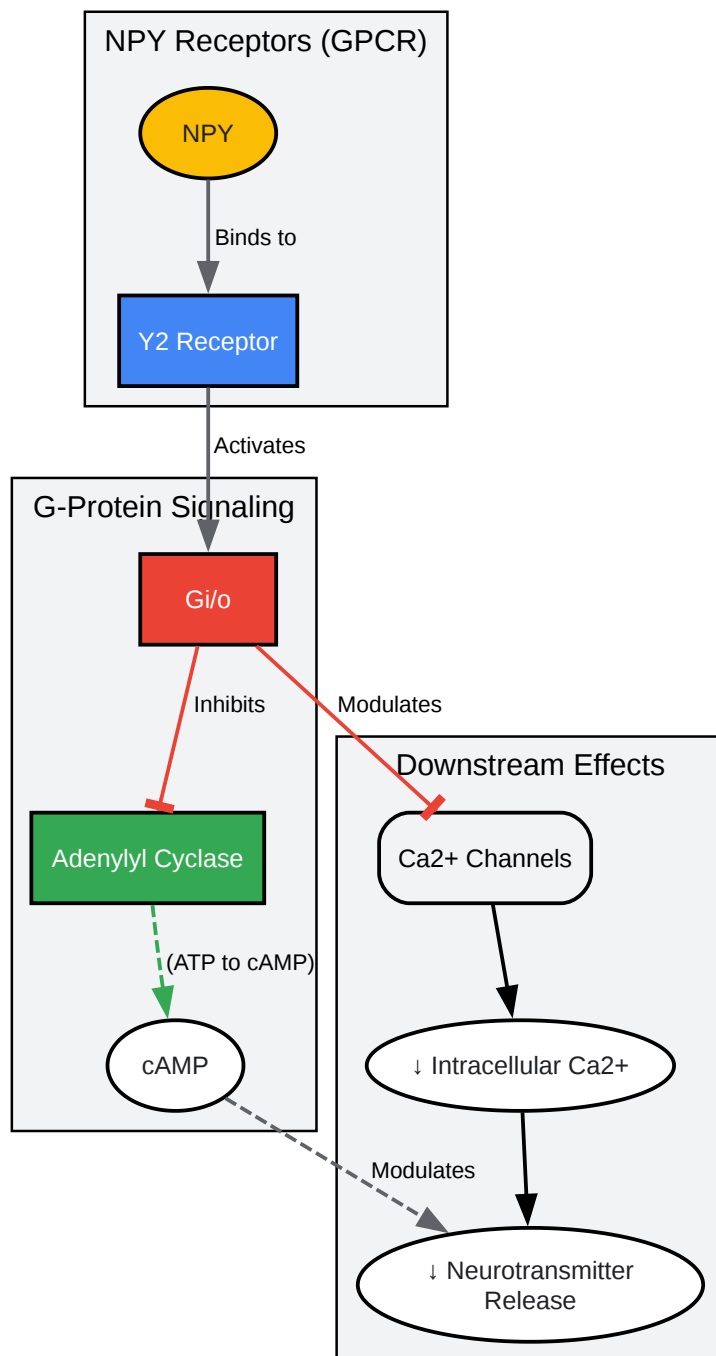 NPY Receptors (GPCR)
NPY
Binds to
Y2 Receptor
Activates
G-Protein Signaling
Gi/o
Inhibits
Modulates
Downstream Effects
Adenylyl Cyclase
Ca2+ Channels
(ATP to cAMP)
cAMP
↓ Intracellular Ca2+
Modulates
↓ Neurotransmitter
Release